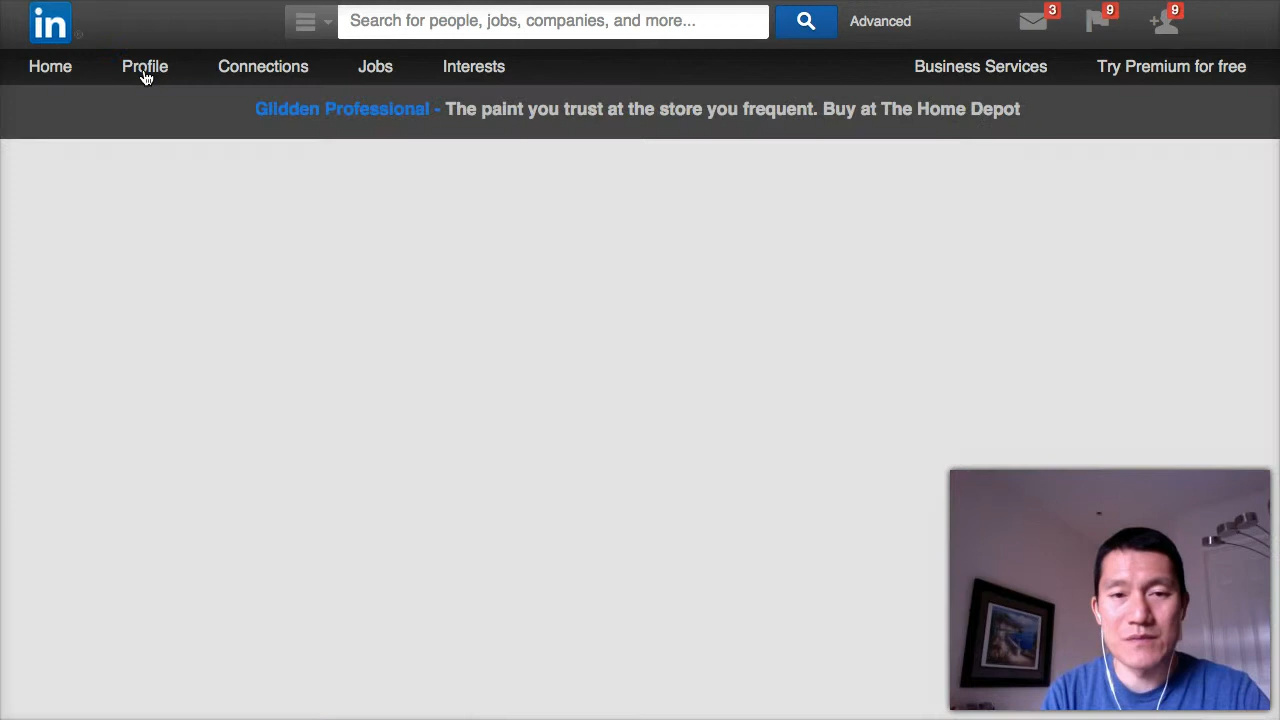 in
Search for people, jobs, companies, and more...
Advanced
3
9
9
Home
Profile
Connections
Jobs
Interests
Business Services
Try Premium for free
Glidden Professional - The paint you trust at the store you frequent. Buy at The Home Depot